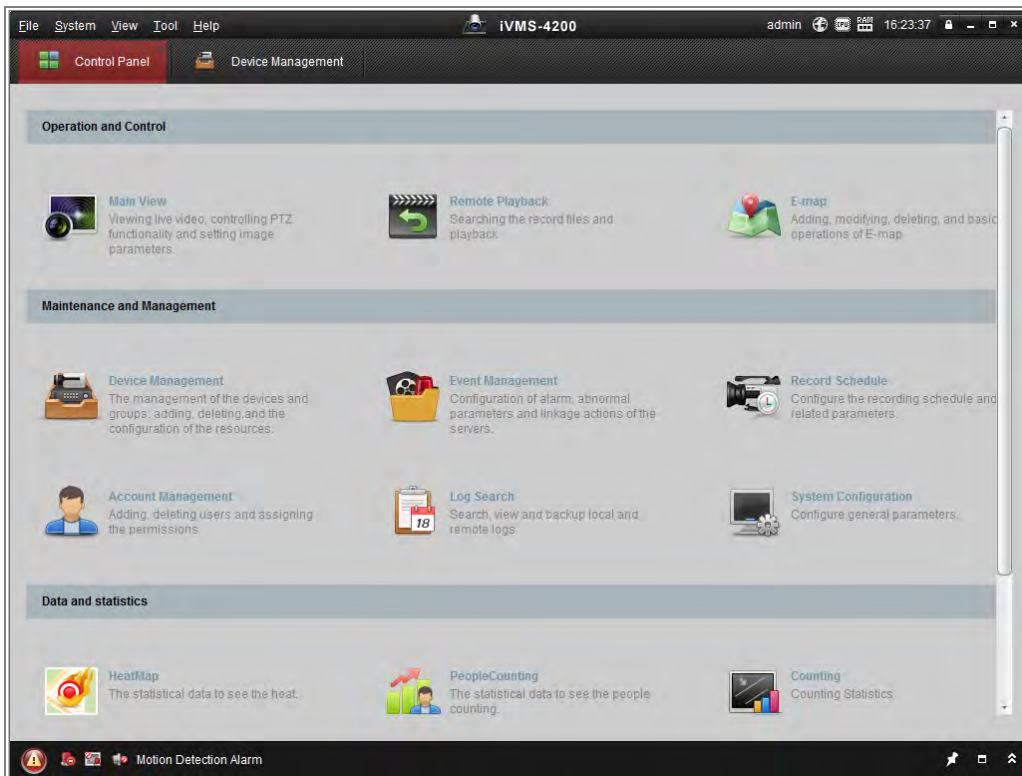 File System View Tool Help iVMS-4200 admin CPU RAM 16:23:37
Control Panel Device Management
Operation and Control
Main View
Viewing live video, controlling PTZ
functionality and setting image
parameters.
Remote Playback
Searching the record files and
playback.
E-map
Adding, modifying, deleting, and basic
operations of E-map.
Maintenance and Management
Device Management
The management of the devices and
groups: adding, deleting,and the
configuration of the resources.
Event Management
Configuration of alarm, abnormal
parameters and linkage actions of the
servers.
Record Schedule
Configure the recording schedule and
related parameters.
Account Management
Adding, deleting users and assigning
the permissions.
18
Log Search
Search, view and backup local and
remote logs.
System Configuration
Configure general parameters.
Data and statistics
HeatMap
The statistical data to see the heat.
PeopleCounting
The statistical data to see the people
counting.
Counting
Counting Statistics
Motion Detection Alarm